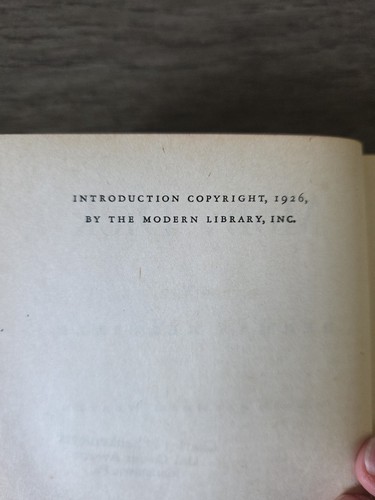 INTRODUCTION COPYRIGHT, 1926,
BY THE MODERN LIBRARY, INC.